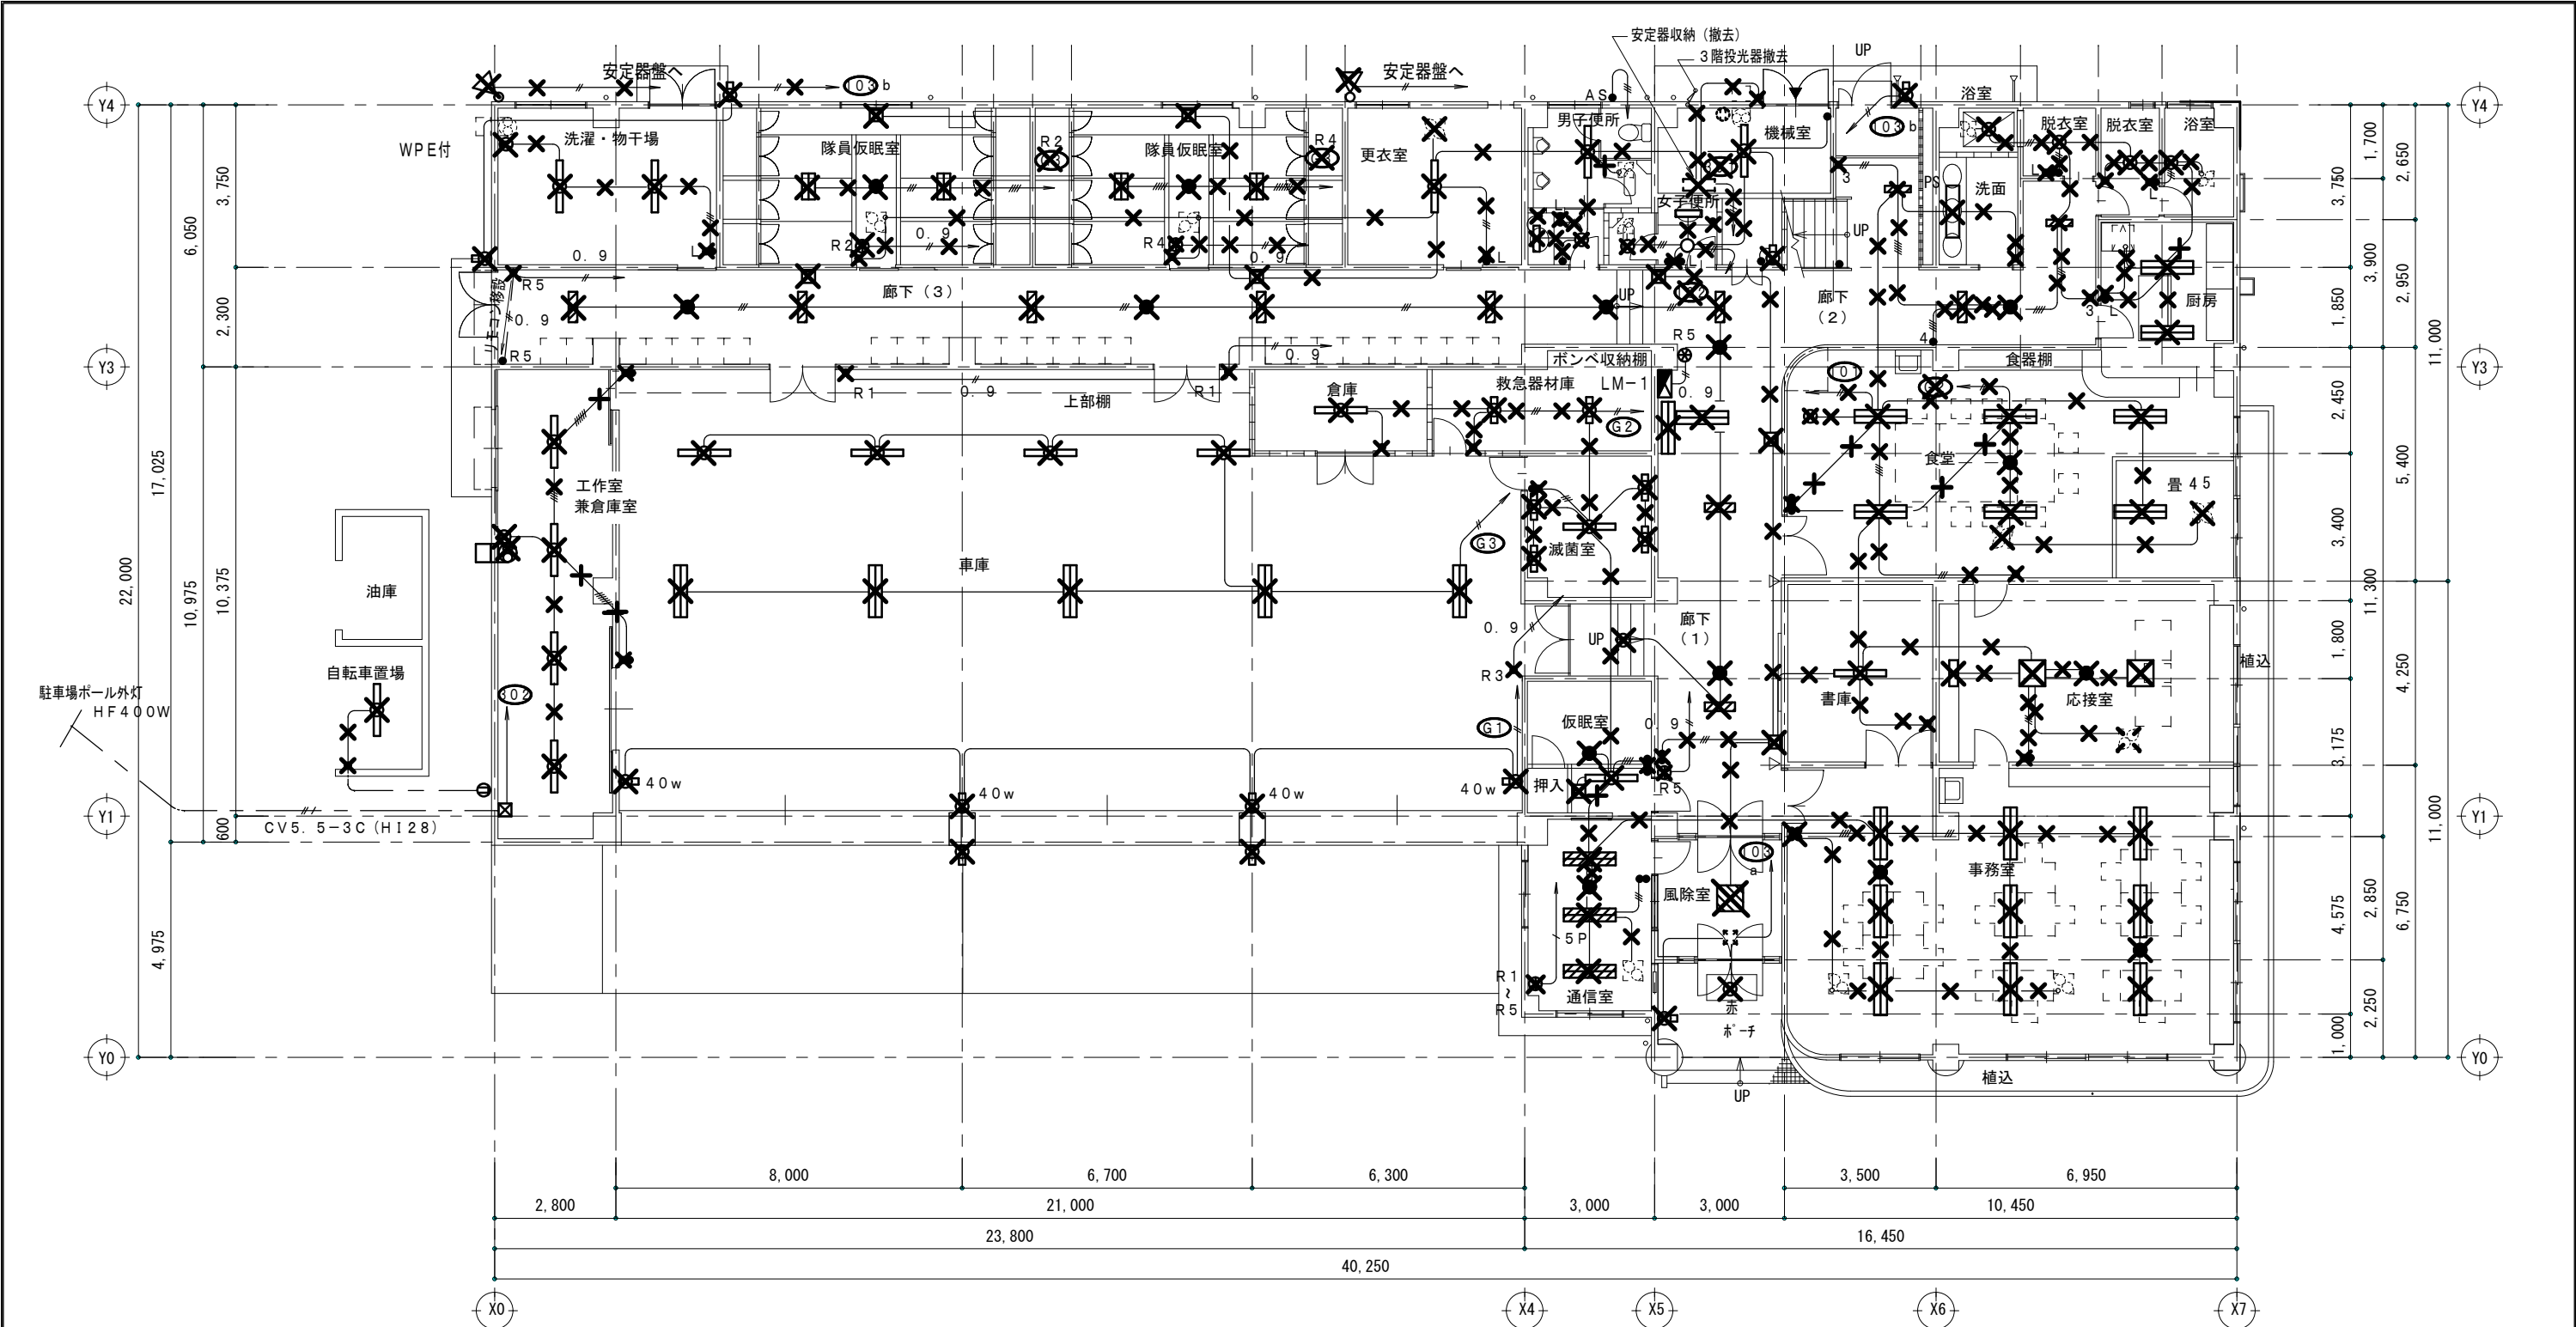 安定器収納（撤去）
3階投光器撤去
UP
安定器盤へ
安定器盤へ
103 b
Y4
Y4
AS
男子便所
機械室
103 b
浴室
脱衣室
脱衣室
浴室
WPE付
洗濯・物干場
隊員仮眠室
R2
隊員仮眠室
R4
更衣室
女子便所
3
PS
洗面
L
L
L
UP
1,700
2,650
3,750
3,900
2,950
1,850
3,750
6,050
2,300
R2
0.9
R4
0.9
L
L
L
0.9
R5
リモコン移設
0.9
R5
廊下（3）
UP
廊下
（2）
3
L
厨房
4
R5
0.9
ボンベ収納棚
食器棚
Y3
Y3
11,000
R1
0.9
R1
上部棚
倉庫
救急器材庫
LM-1
0.9
101
G2
2,450
5,400
3,400
11,300
17,025
22,000
10,975
10,375
工作室
兼倉庫室
車庫
G3
滅菌室
食堂
畳45
油庫
自転車置場
駐車場ポール外灯
HF400W
302
0.9
UP
廊下
（1）
R3
G1
仮眠室
0.9
押入
R5
書庫
応接室
植込
1,800
4,250
3,175
40w
40w
40w
40w
CV5.5-3C(HI28)
600
Y1
Y1
11,000
103
a
事務室
風除室
5P
R1
～
R5
通信室
赤
ポーチ
4,975
4,575
2,850
6,750
2,250
1,000
Y0
Y0
植込
UP
8,000
6,700
6,300
3,500
6,950
2,800
21,000
3,000
3,000
10,450
23,800
16,450
40,250
X0
X4
X5
X6
X7